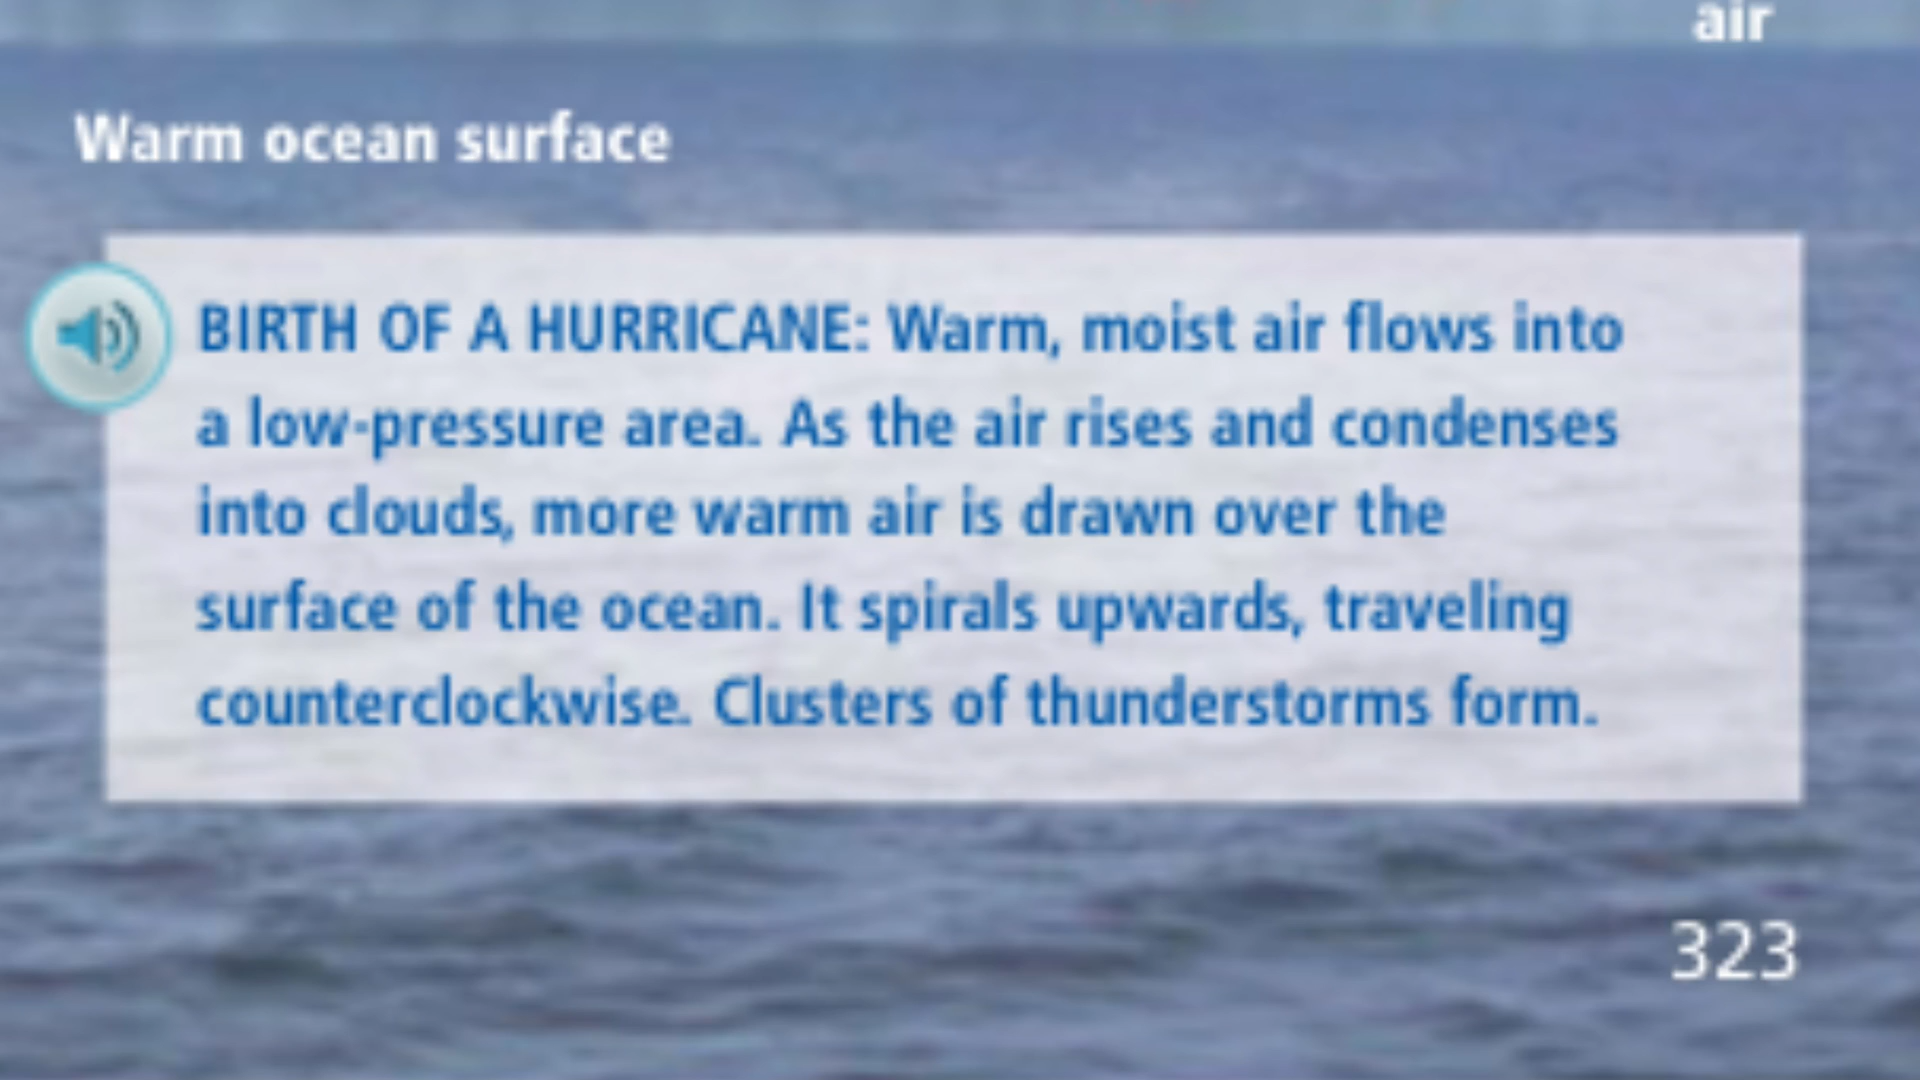 air
Warm ocean surface
BIRTH OF A HURRICANE: Warm, moist air flows into
a low-pressure area. As the air rises and condenses
into clouds, more warm air is drawn over the
surface of the ocean. It spirals upwards, traveling
counterclockwise. Clusters of thunderstorms form.
323